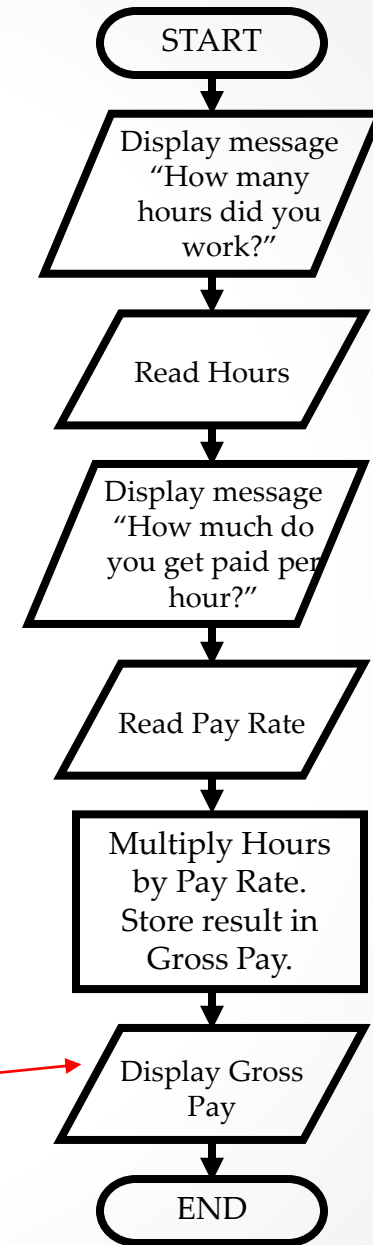 START
Display message
“How many
hours did you
work?”
Read Hours
Display message
“How much do
you get paid per
hour?”
Read Pay Rate
Multiply Hours
by Pay Rate.
Store result in
Gross Pay.
Display Gross
Pay
END